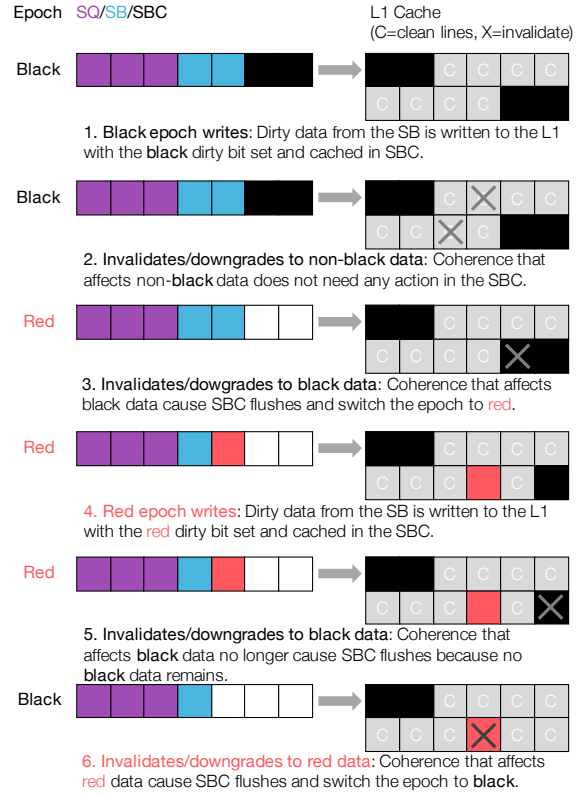 Epoch SQ/SB/SBC L1 Cache
(C=clean lines, X=invalidate)
Black
C C C C
C C C C
1. Black epoch writes: Dirty data from the SB is written to the L1
with the black dirty bit set and cached in SBC.
Black
C C C
C C C
2. Invalidates/downgrades to non-black data: Coherence that
affects non-black data does not need any action in the SBC.
Red
C C C C
C C C C
3. Invalidates/dowgrades to black data: Coherence that affects
black data cause SBC flushes and switch the epoch to red.
Red
C C C C
C C C C
4. Red epoch writes: Dirty data from the SB is written to the L1
with the red dirty bit set and cached in the SBC.
Red
C C C C
C C C C
5. Invalidates/downgrades to black data: Coherence that
affects black data no longer cause SBC flushes because no
black data remains.
Black
C C C C
C C C C C
6. Invalidates/downgrades to red data: Coherence that affects
red data cause SBC flushes and switch the epoch to black.